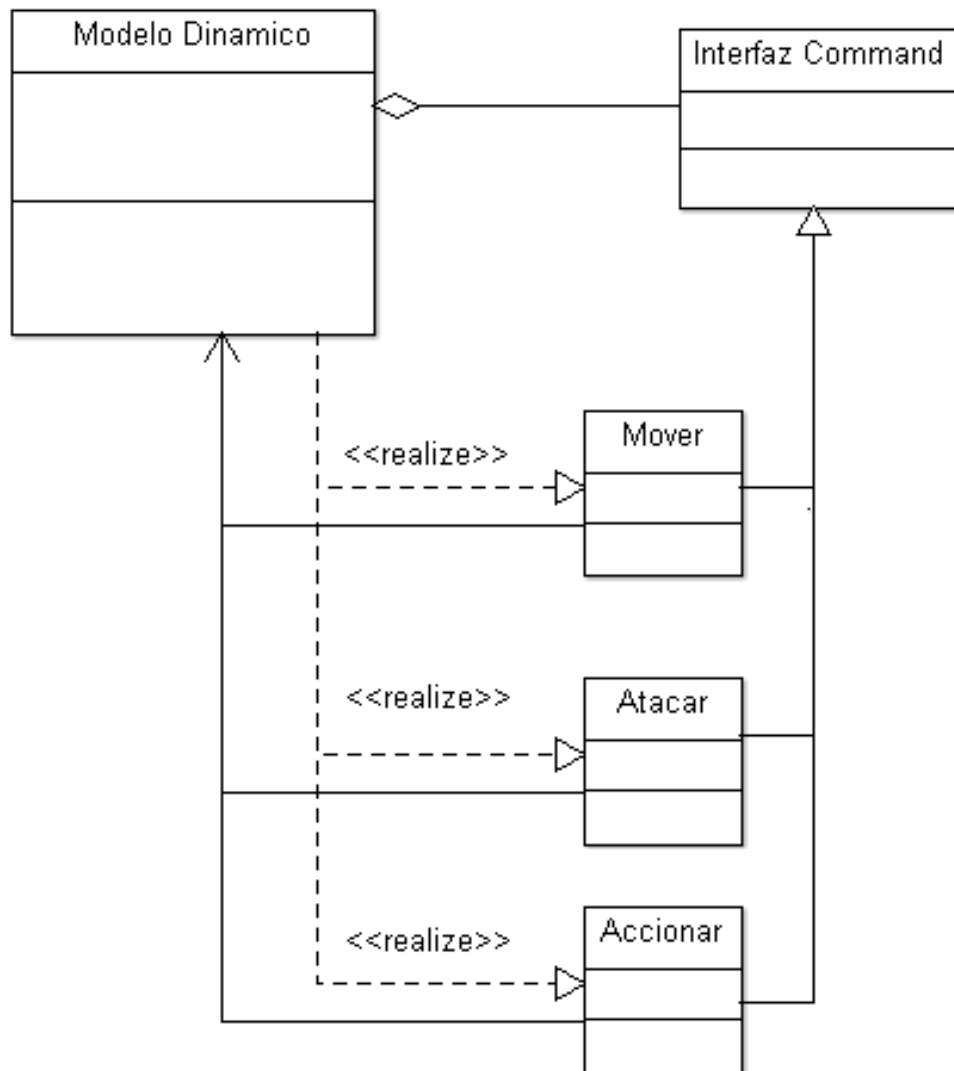 Modelo Dinamico
Interfaz Command
Mover
<<realize>>
Atacar
<<realize>>
Accionar
<<realize>>